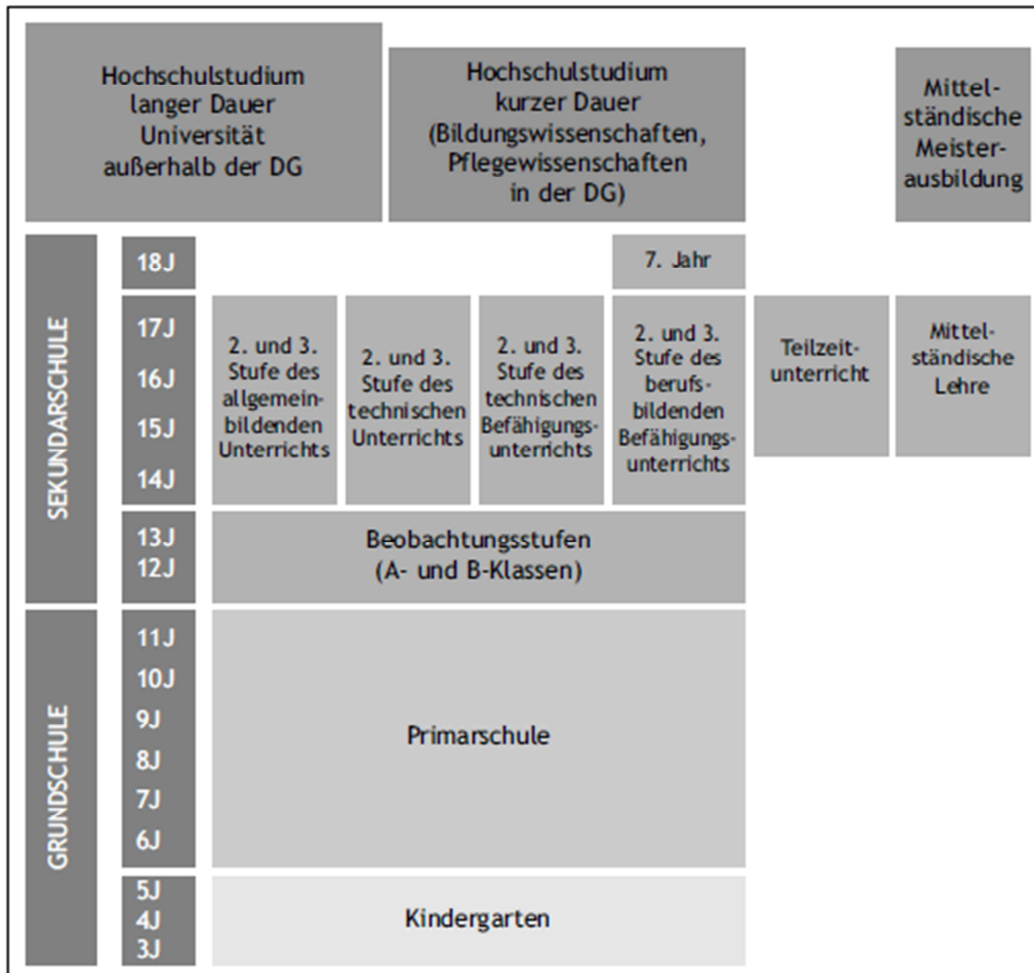 Hochschulstudium
langer Dauer
Universität
außerhalb der DG
Hochschulstudium
kurzer Dauer
(Bildungswissenschaften,
Pflegewissenschaften
in der DG)
Mittel-
ständische
Meister-
ausbildung
SEKUNDARSCHULE
18J
7. Jahr
17J
16J
15J
14J
2. und 3.
Stufe des
allgemein-
bildenden
Unterrichts
2. und 3.
Stufe des
technischen
Unterrichts
2. und 3.
Stufe des
technischen
Befähigungs-
unterrichts
2. und 3.
Stufe des
berufs-
bildenden
Befähigungs-
unterrichts
Teilzeit-
unterricht
Mittel-
ständische
Lehre
13J
12J
Beobachtungsstufen
(A- und B-Klassen)
GRUNDSCHULE
11J
10J
9J
8J
7J
6J
Primarschule
5J
4J
3J
Kindergarten